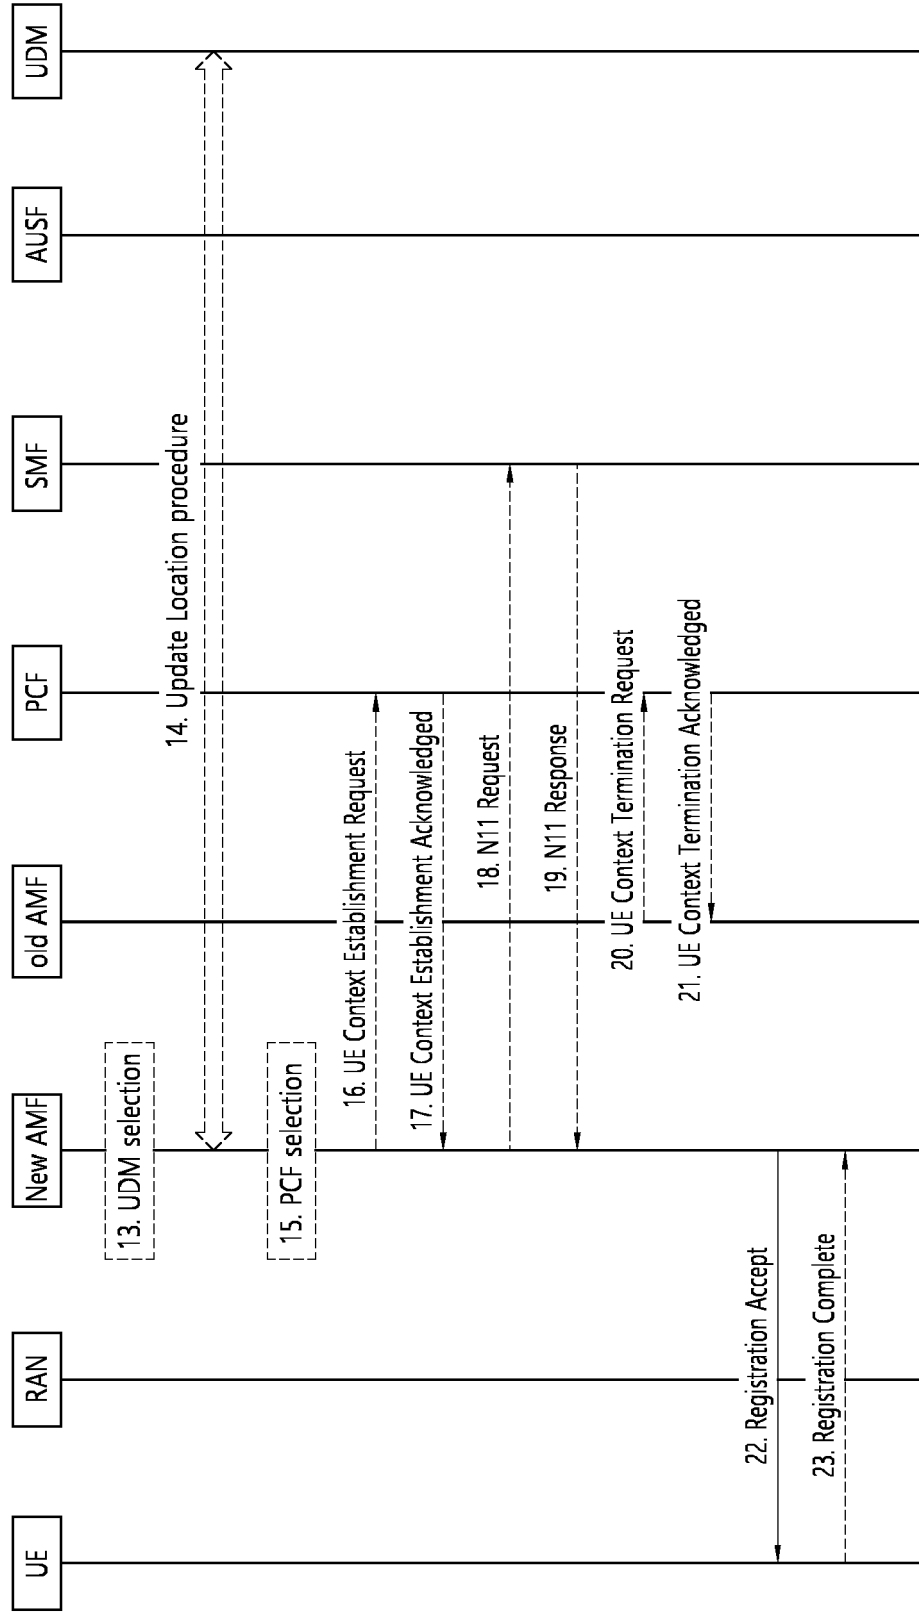 UE
RAN
New AMF
old AMF
PCF
SMF
AUSF
UDM
13. UDM selection
14. Update Location procedure
15. PCF selection
16. UE Context Establishment Request
17. UE Context Establishment Acknowledged
18. N11 Request
19. N11 Response
20. UE Context Termination Request
21. UE Context Termination Acknowledged
22. Registration Accept
23. Registration Complete